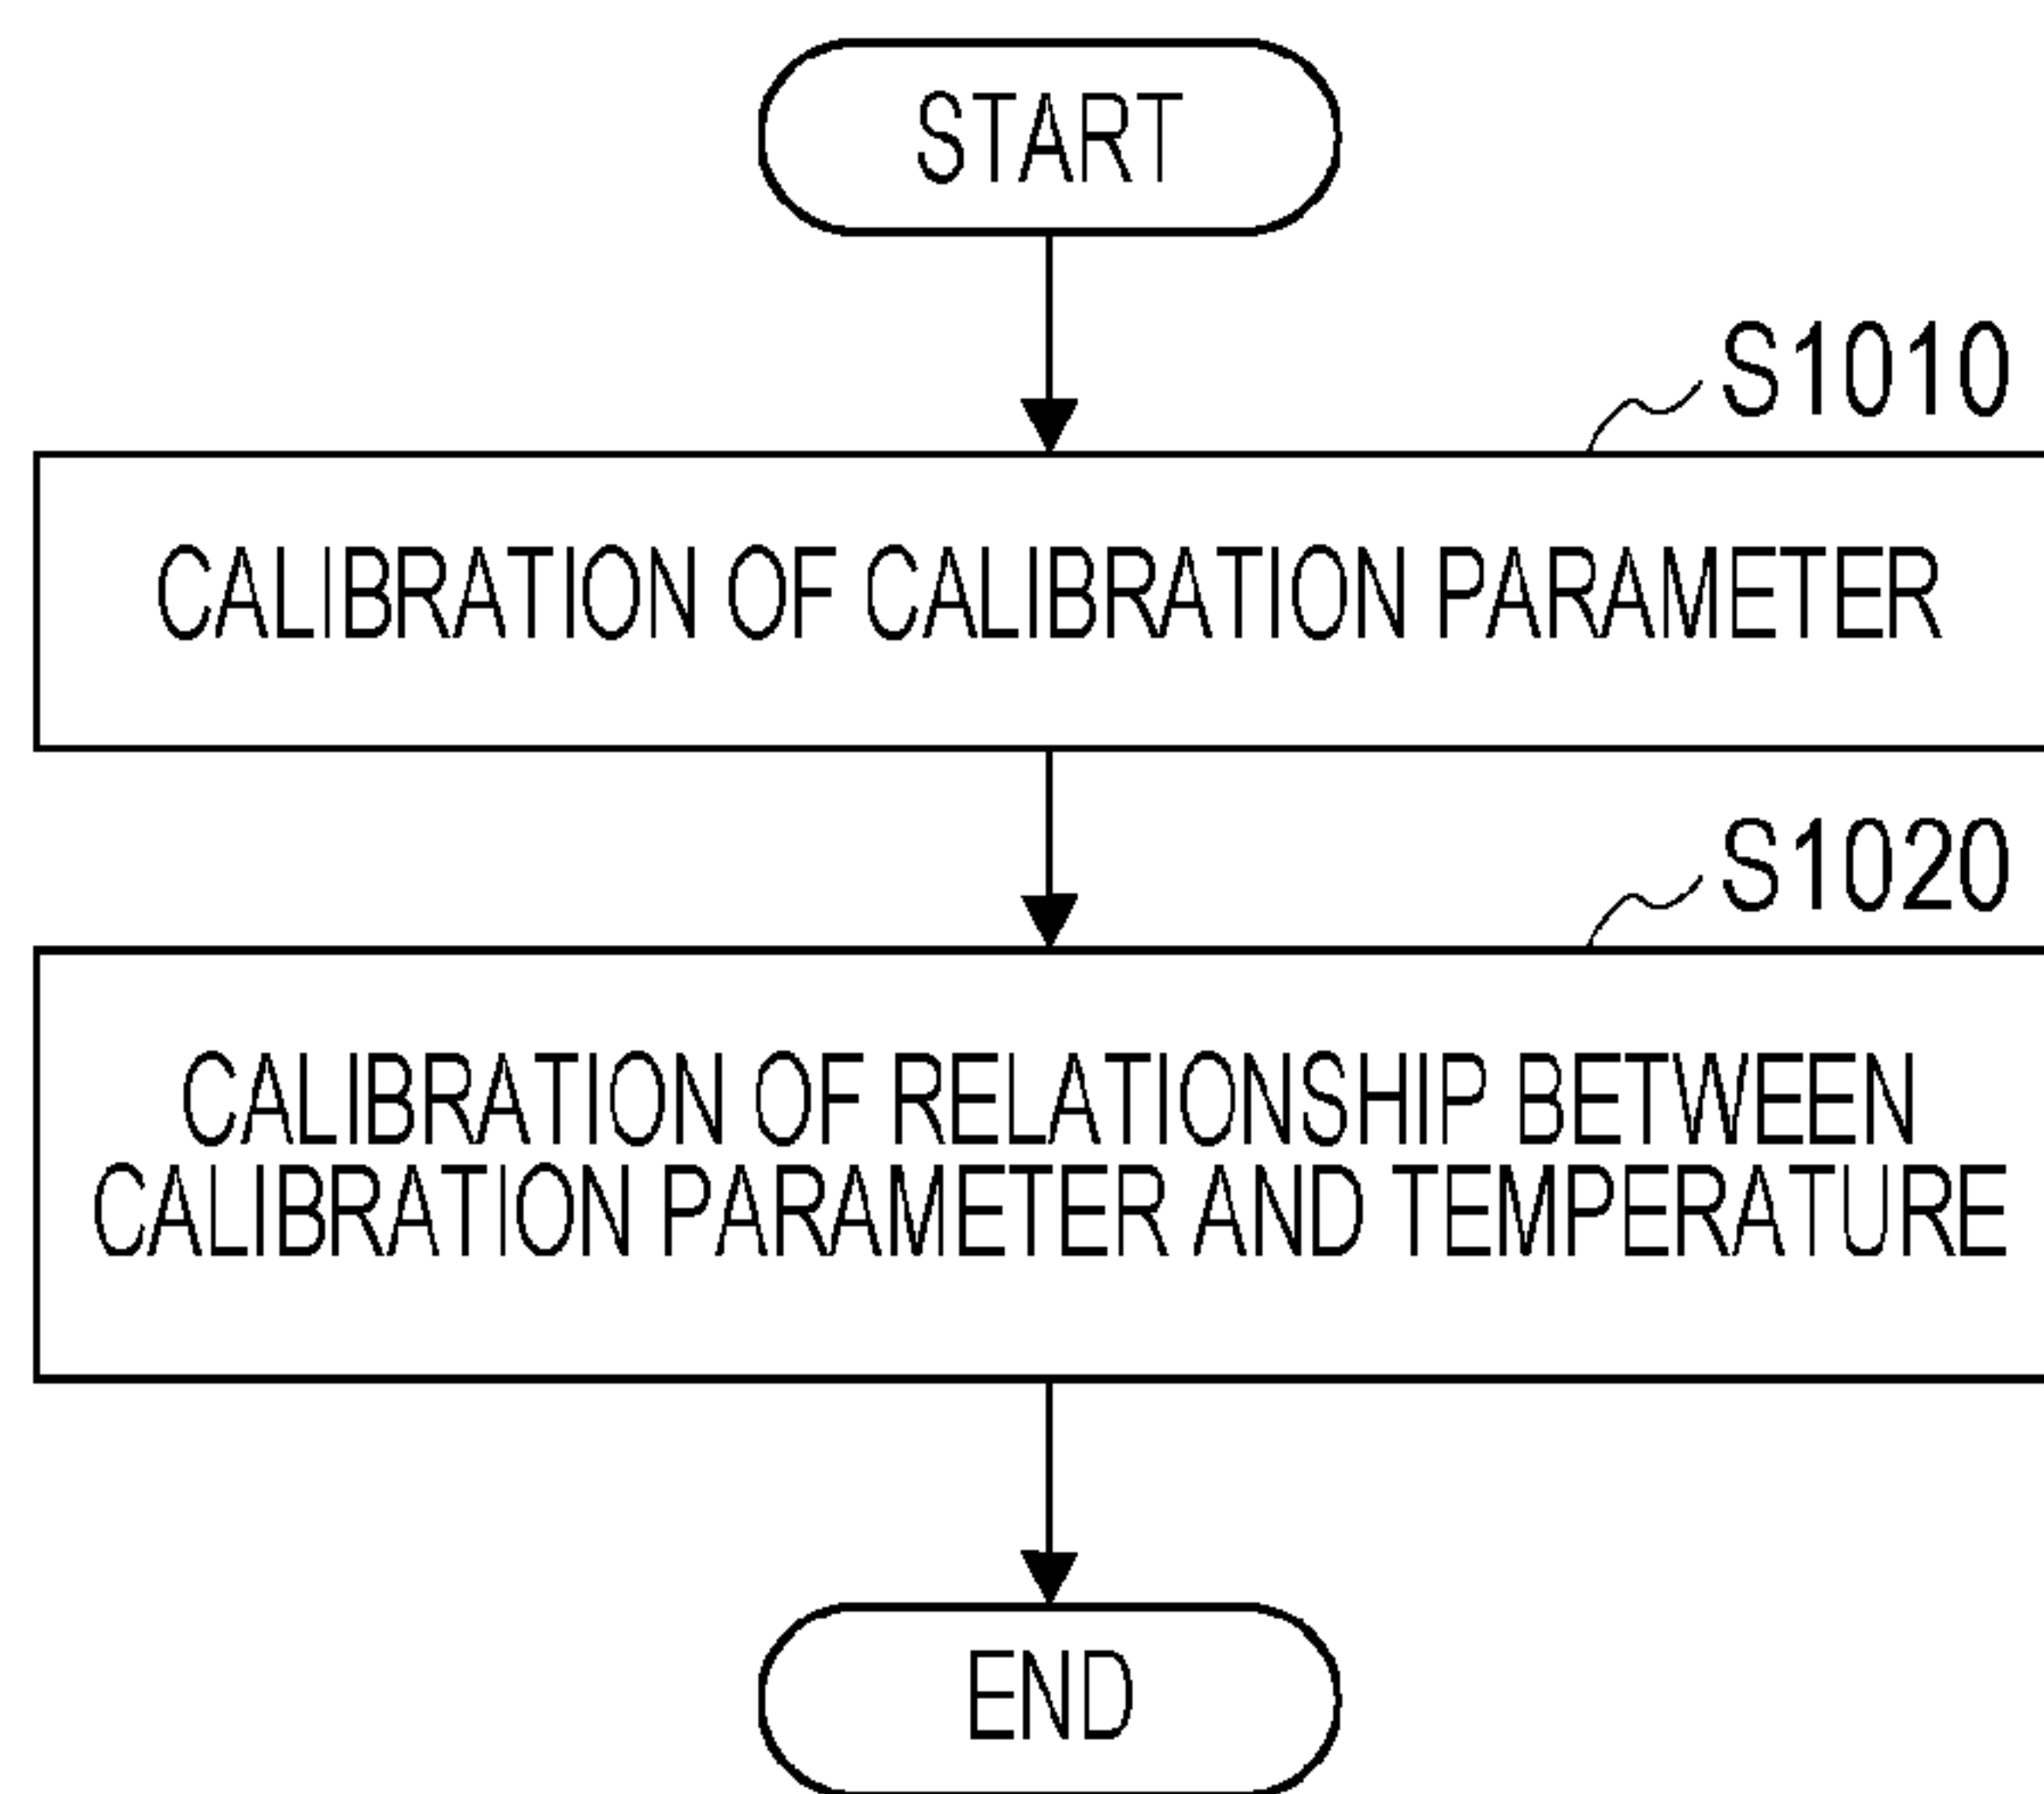 START
S1010
CALIBRATION OF CALIBRATION PARAMETER
S1020
CALIBRATION OF RELATIONSHIP BETWEEN
CALIBRATION PARAMETER AND TEMPERATURE
END